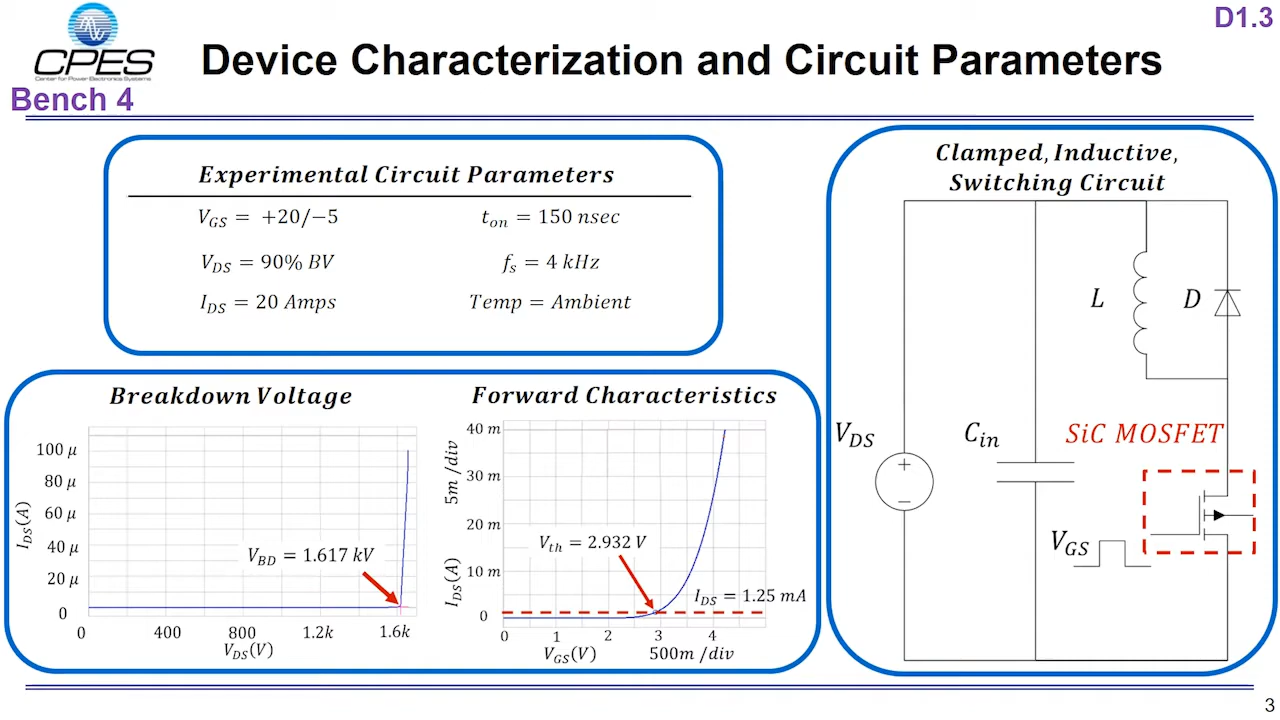 D1.3
CPES
Center for Power Electronics Systems
Device Characterization and Circuit Parameters
Bench 4
Experimental Circuit Parameters
V_GS = +20/−5
t_on = 150 nsec
V_DS = 90% BV
f_s = 4 kHz
I_DS = 20 Amps
Temp = Ambient
Breakdown Voltage
100 μ
80 μ
60 μ
40 μ
20 μ
0
I_DS(A)
V_BD = 1.617 kV
0 400 800 1.2k 1.6k
V_DS(V)
Forward Characteristics
40 m
30 m
20 m
10 m
0
5m /div
I_DS(A)
V_th = 2.932 V
I_DS = 1.25 mA
0 1 2 3 4
V_GS(V)
500m /div
Clamped, Inductive,
Switching Circuit
L
D
V_DS
C_in
SiC MOSFET
V_GS
+
−
3